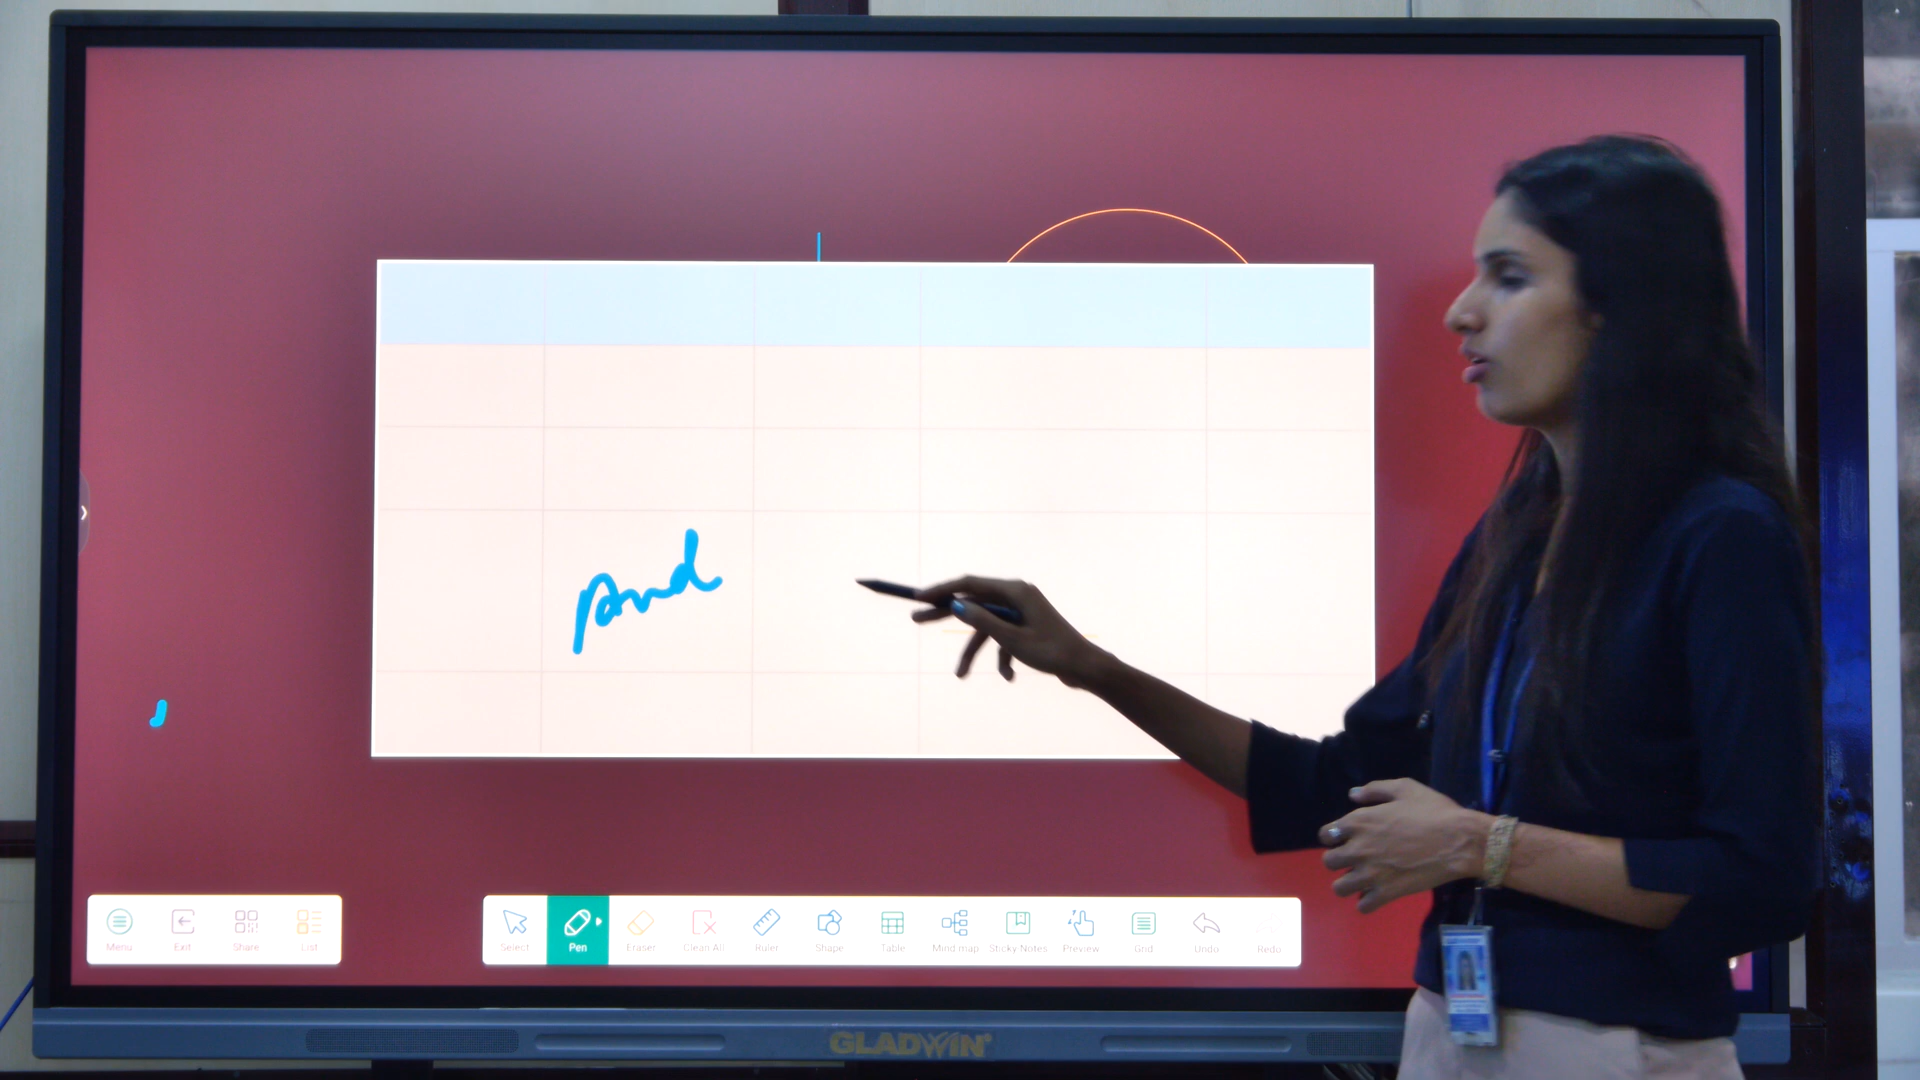 and
Menu
Exit
Share
List
Select
Pen
Eraser
Clean All
Ruler
Shape
Table
Mind map
Sticky Notes
Preview
Grid
Undo
Redo
GLADWIN